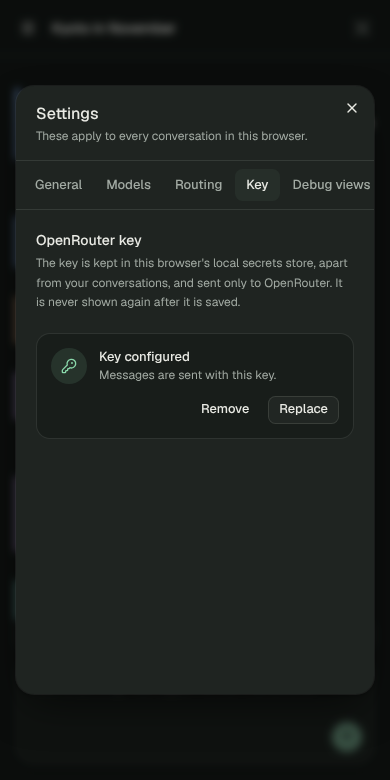 Settings
These apply to every conversation in this browser.
General Models Routing Key Debug views
OpenRouter key
The key is kept in this browser's local secrets store, apart
from your conversations, and sent only to OpenRouter. It
is never shown again after it is saved.
Key configured
Messages are sent with this key.
Remove Replace